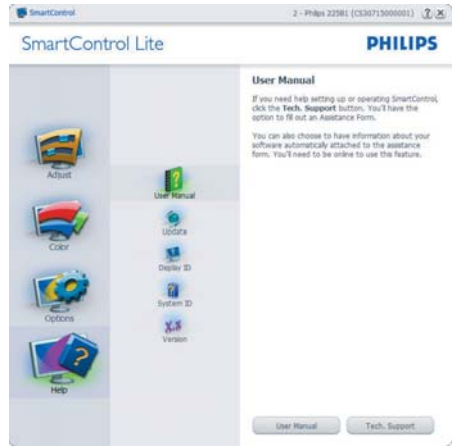 SmartControl
2 - Philips 225B1 (CS30715000001)
SmartControl Lite
PHILIPS
Adjust
Color
Options
Help
User Manual
Update
Display ID
System ID
Version
User Manual
If you need help setting up or operating SmartControl,
click the Tech. Support button. You'll have the
option to fill out an Assistance Form.
You can also choose to have information about your
software automatically attached to the assistance
form. You'll need to be online to use this feature.
User Manual
Tech. Support